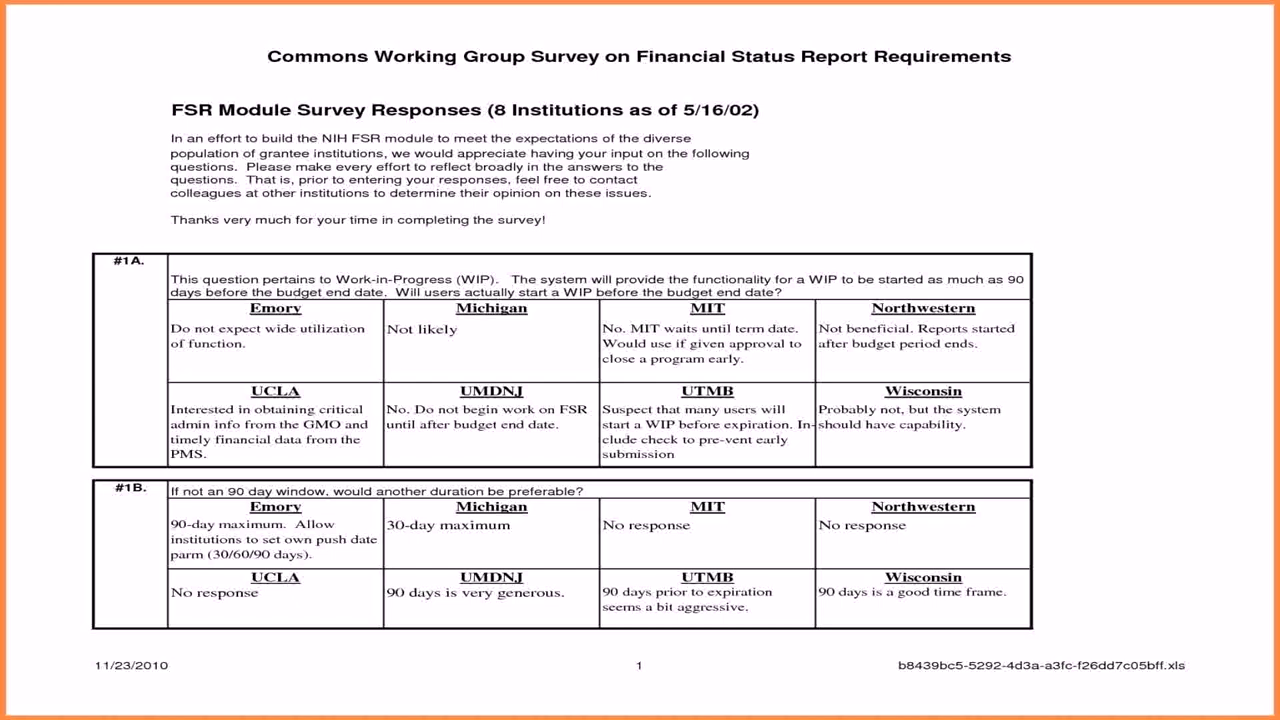 Commons Working Group Survey on Financial Status Report Requirements
FSR Module Survey Responses (8 Institutions as of 5/16/02)
In an effort to build the NIH FSR module to meet the expectations of the diverse
population of grantee institutions, we would appreciate having your input on the following
questions. Please make every effort to reflect broadly in the answers to the
questions. That is, prior to entering your responses, feel free to contact
colleagues at other institutions to determine their opinion on these issues.
Thanks very much for your time in completing the survey!
#1A.
This question pertains to Work-in-Progress (WIP). The system will provide the functionality for a WIP to be started as much as 90
days before the budget end date. Will users actually start a WIP before the budget end date?
Emory
Do not expect wide utilization
of function.
Michigan
Not likely
MIT
No. MIT waits until term date.
Would use if given approval to
close a program early.
Northwestern
Not beneficial. Reports started
after budget period ends.
UCLA
Interested in obtaining critical
admin info from the GMO and
timely financial data from the
PMS.
UMDNJ
No. Do not begin work on FSR
until after budget end date.
UTMB
Suspect that many users will
start a WIP before expiration. In-
clude check to pre-vent early
submission
Wisconsin
Probably not, but the system
should have capability.
#1B.
If not an 90 day window, would another duration be preferable?
Emory
90-day maximum. Allow
institutions to set own push date
parm (30/60/90 days).
Michigan
30-day maximum
MIT
No response
Northwestern
No response
UCLA
No response
UMDNJ
90 days is very generous.
UTMB
90 days prior to expiration
seems a bit aggressive.
Wisconsin
90 days is a good time frame.
11/23/2010
1
b8439bc5-5292-4d3a-a3fc-f26dd7c05bff.xls